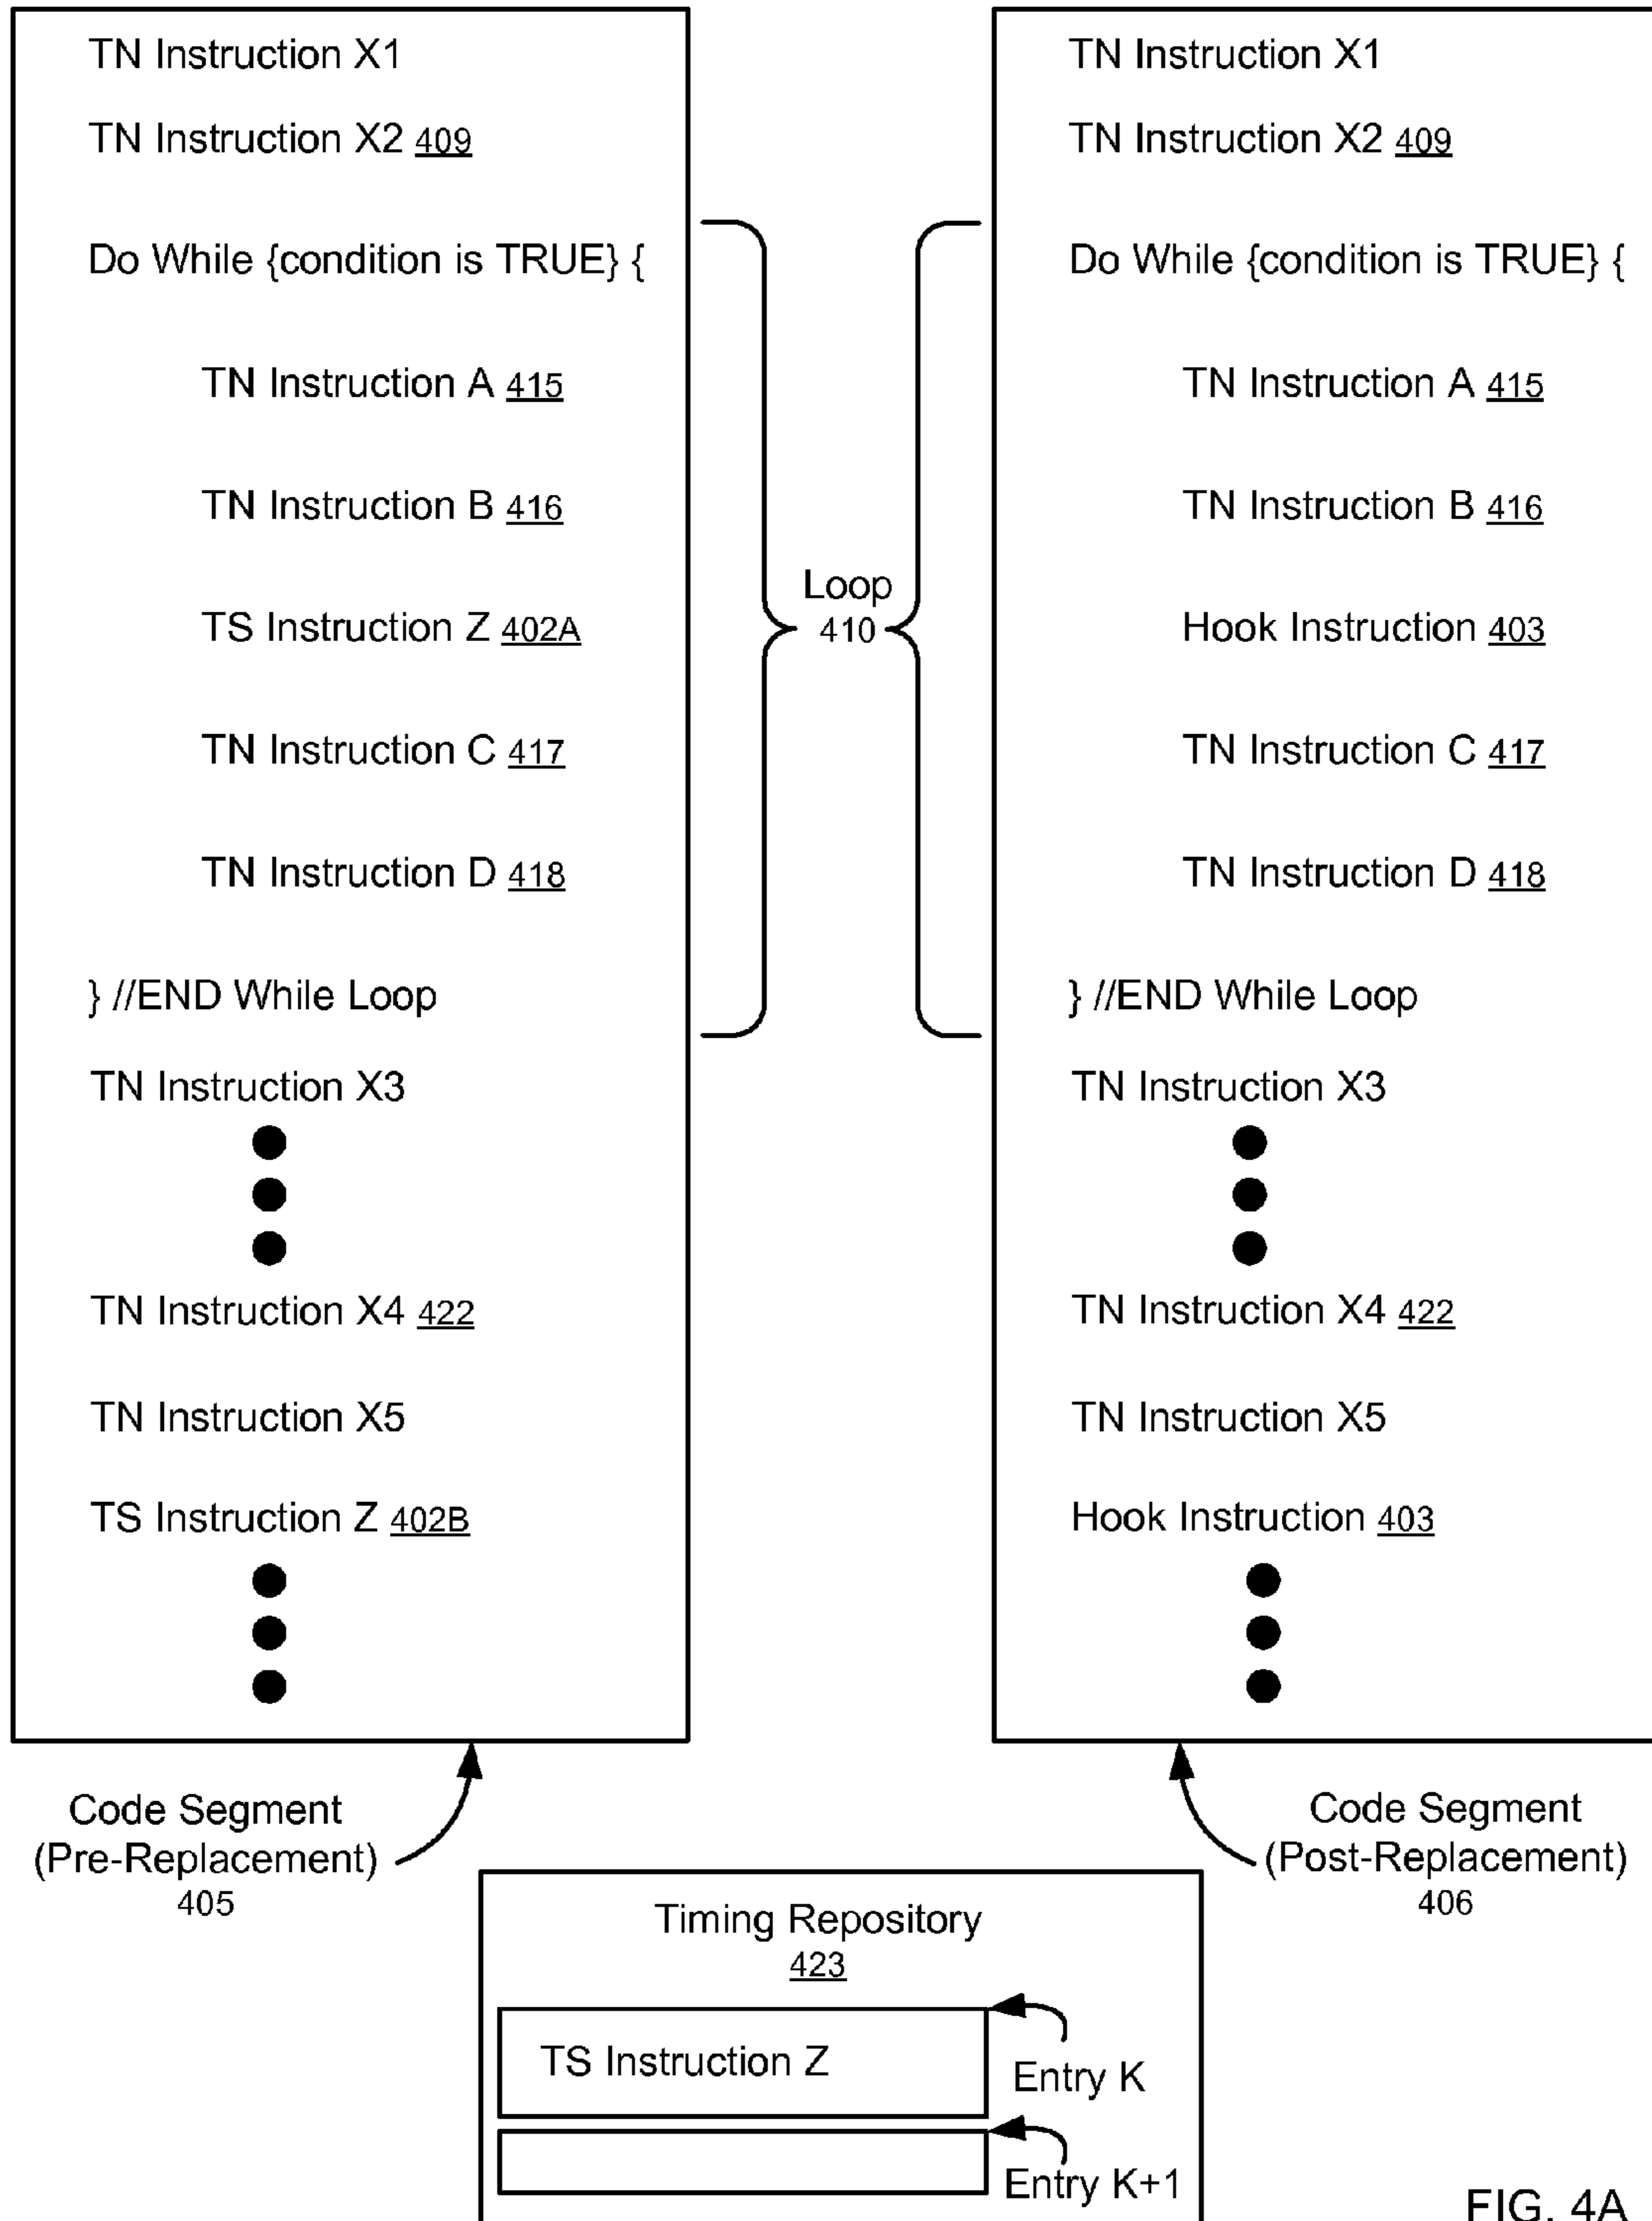 TN Instruction X1
TN Instruction X2 409
Do While {condition is TRUE} {
TN Instruction A 415
TN Instruction B 416
TS Instruction Z 402A
TN Instruction C 417
TN Instruction D 418
} //END While Loop
TN Instruction X3
TN Instruction X4 422
TN Instruction X5
TS Instruction Z 402B
Loop
410
TN Instruction X1
TN Instruction X2 409
Do While {condition is TRUE} {
TN Instruction A 415
TN Instruction B 416
Hook Instruction 403
TN Instruction C 417
TN Instruction D 418
} //END While Loop
TN Instruction X3
TN Instruction X4 422
TN Instruction X5
Hook Instruction 403
Code Segment
(Pre-Replacement)
405
Code Segment
(Post-Replacement)
406
Timing Repository
423
TS Instruction Z
Entry K
Entry K+1
FIG. 4A